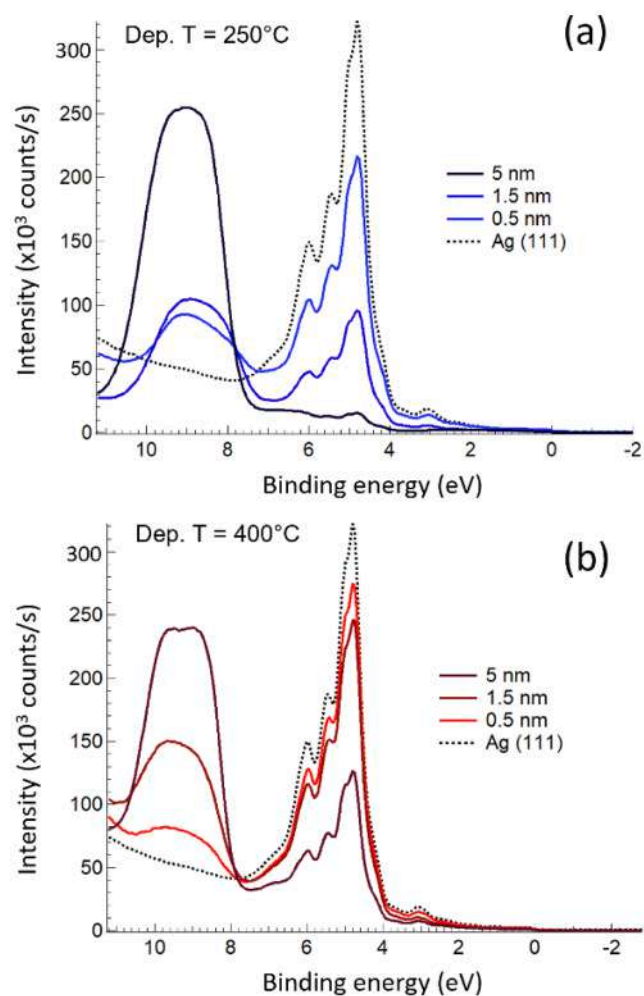 Dep. T = 250°C
(a)
300
250
200
150
100
50
0
Intensity (x10³ counts/s)
5 nm
1.5 nm
0.5 nm
Ag (111)
10 8 6 4 2 0 -2
Binding energy (eV)
Dep. T = 400°C
(b)
300
250
200
150
100
50
0
Intensity (x10³ counts/s)
5 nm
1.5 nm
0.5 nm
Ag (111)
10 8 6 4 2 0 -2
Binding energy (eV)